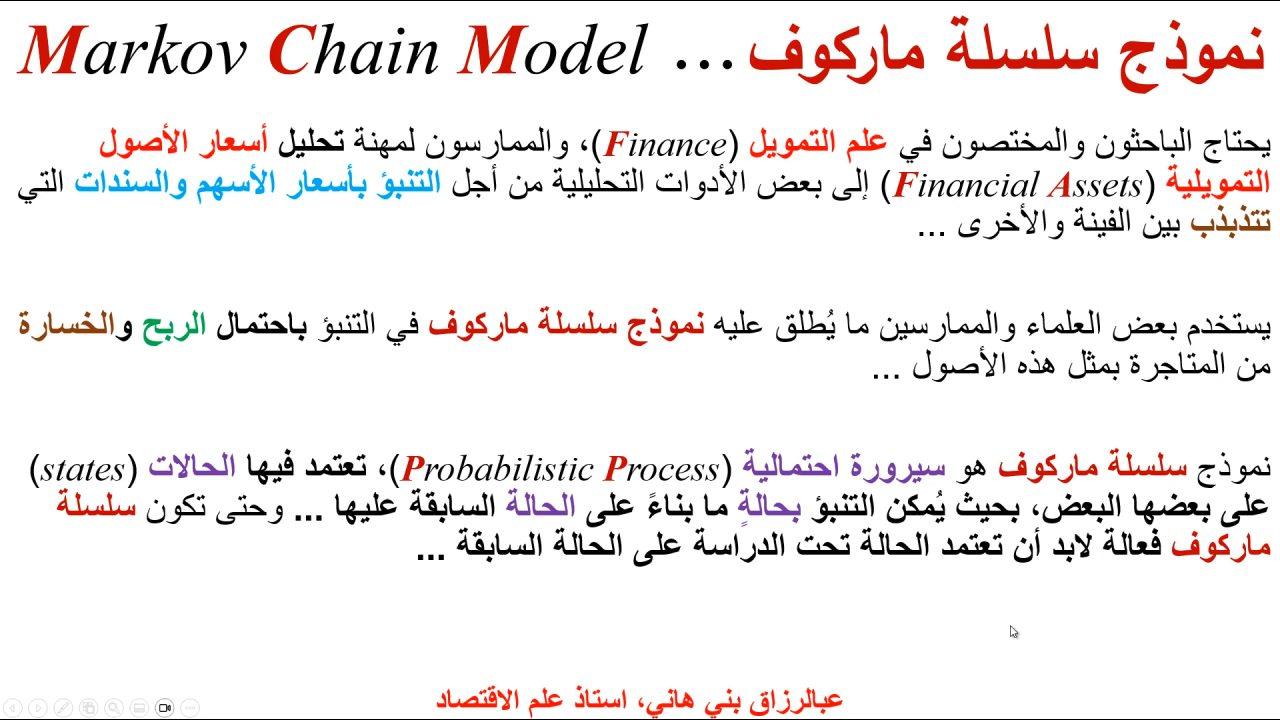 نموذج سلسلة ماركوف ... Markov Chain Model
يحتاج الباحثون والمختصون في علم التمويل (Finance)، والممارسون لمهنة تحليل أسعار الأصول
التمويلية (Financial Assets) إلى بعض الأدوات التحليلية من أجل التنبؤ بأسعار الأسهم والسندات التي
تتذبذب بين الفينة والأخرى ...
يستخدم بعض العلماء والممارسين ما يُطلق عليه نموذج سلسلة ماركوف في التنبؤ باحتمال الربح والخسارة
من المتاجرة بمثل هذه الأصول ...
نموذج سلسلة ماركوف هو سيرورة احتمالية (Probabilistic Process)، تعتمد فيها الحالات (states)
على بعضها البعض، بحيث يُمكن التنبؤ بحالةٍ ما بناءً على الحالة السابقة عليها ... وحتى تكون سلسلة
ماركوف فعالة لابد أن تعتمد الحالة تحت الدراسة على الحالة السابقة ...
عبالرزاق بني هاني، استاذ علم الاقتصاد